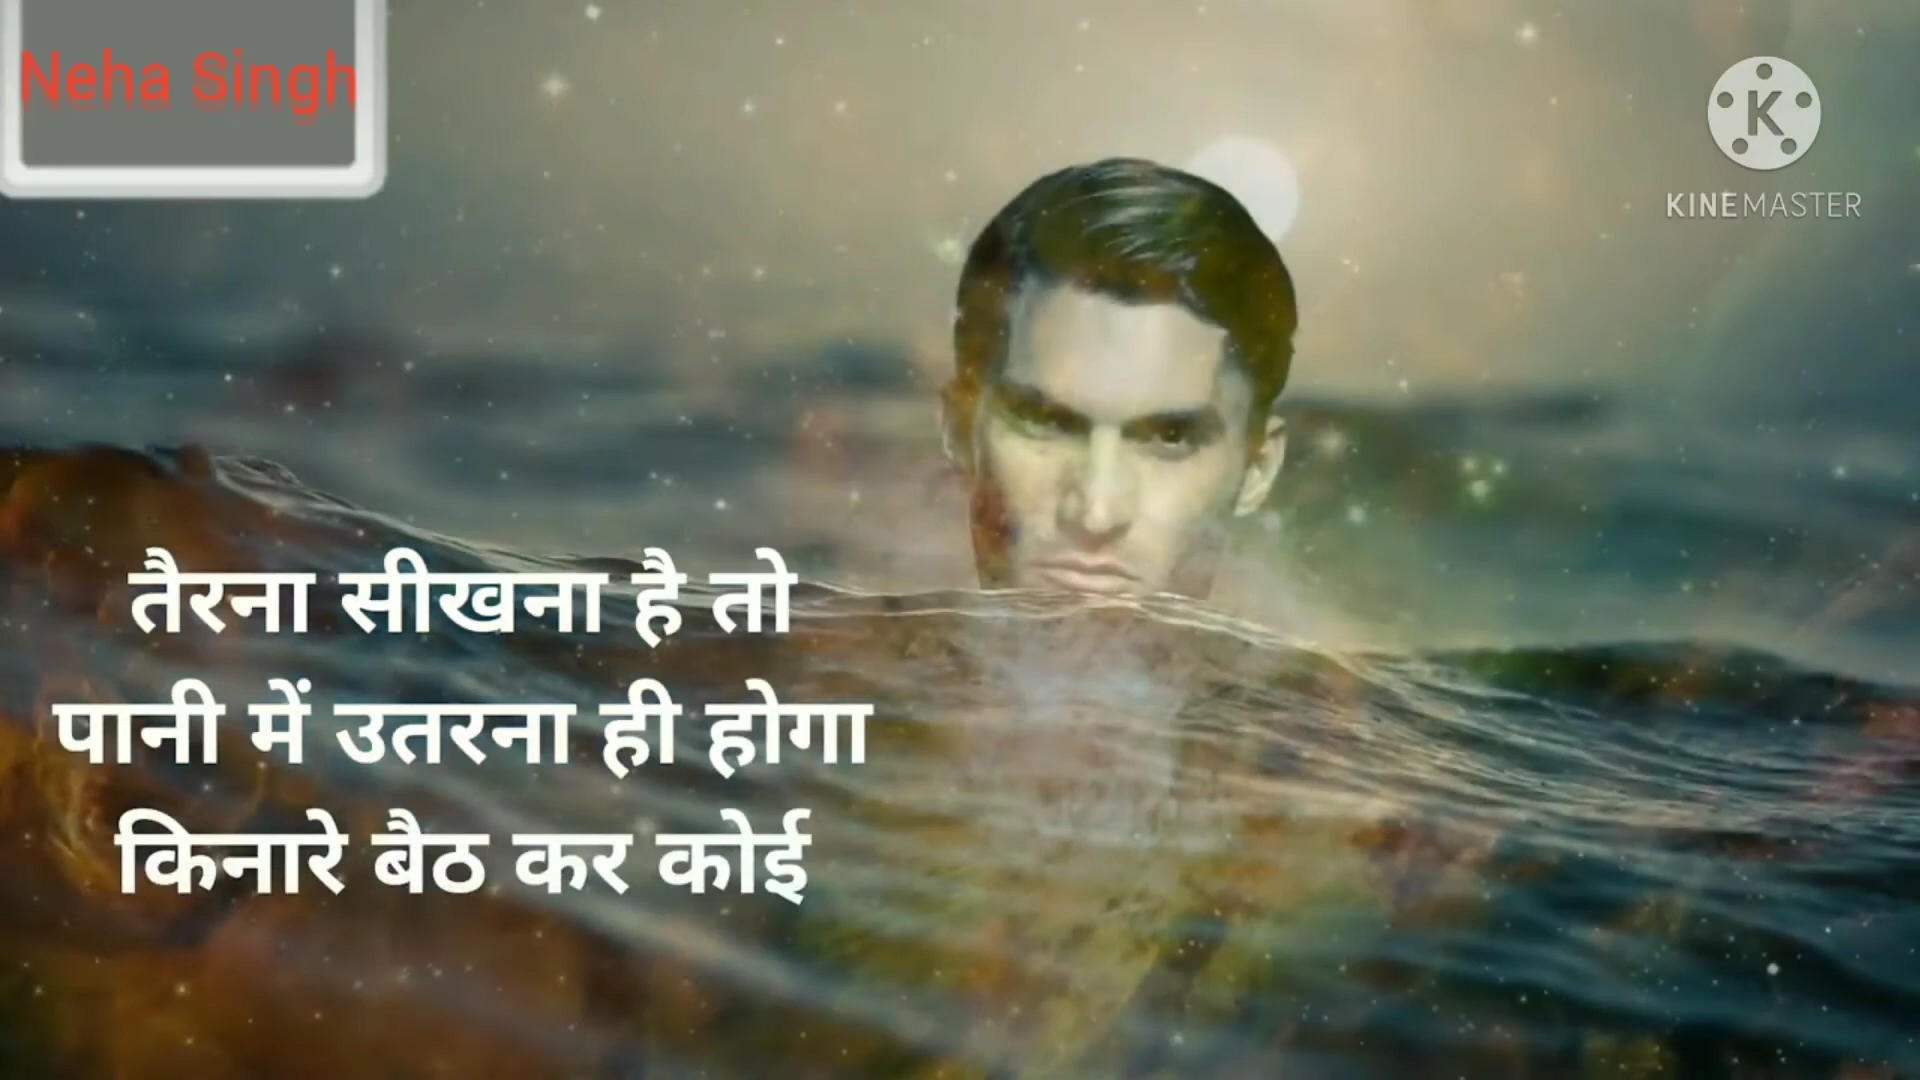 Neha Singh
K
KINEMASTER
तैरना सीखना है तो
पानी में उतरना ही होगा
किनारे बैठ कर कोई